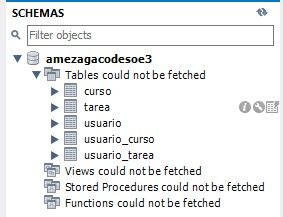 SCHEMAS
Filter objects
amezagacodesoe3
Tables could not be fetched
curso
tarea
usuario
usuario_curso
usuario_tarea
Views could not be fetched
Stored Procedures could not be fetched
Functions could not be fetched